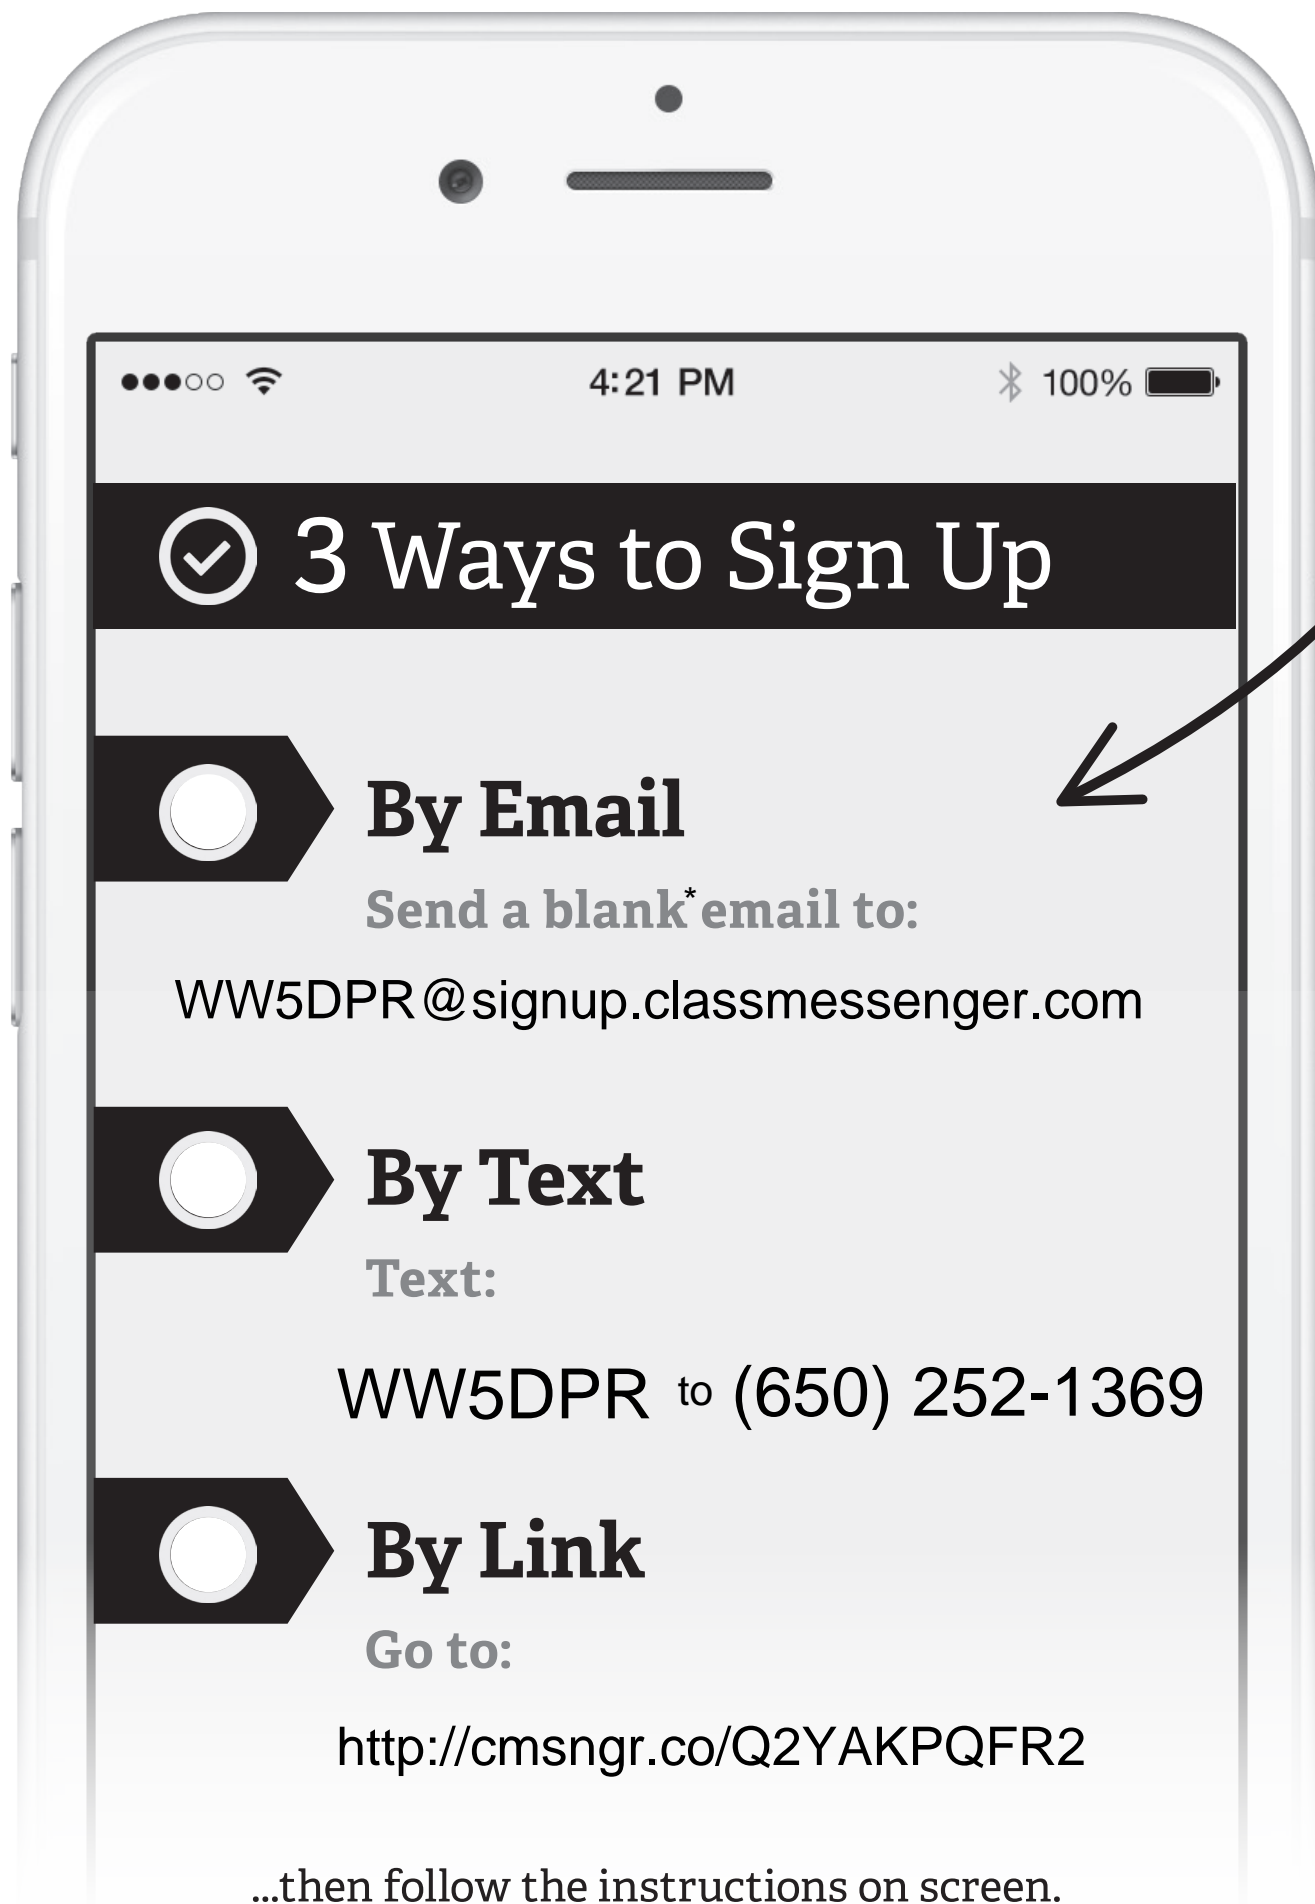 4:21 PM 100%
3 Ways to Sign Up
By Email
Send a blank* email to:
WW5DPR@signup.classmessenger.com
By Text
Text:
WW5DPR to (650) 252-1369
By Link
Go to:
http://cmsngr.co/Q2YAKPQFR2
...then follow the instructions on screen.